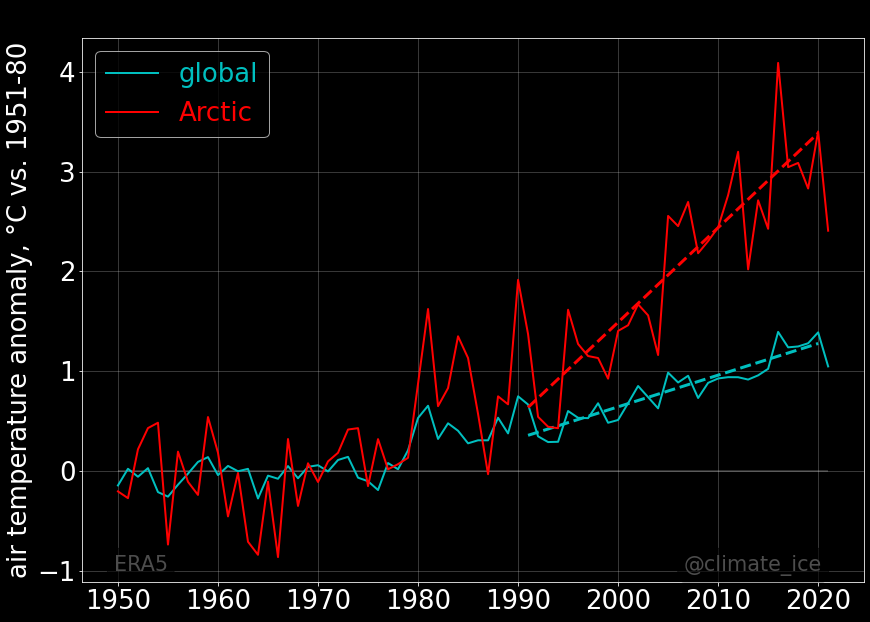 air temperature anomaly, °C vs. 1951-80
global
Arctic
4
3
2
1
0
−1
ERA5
@climate_ice
1950 1960 1970 1980 1990 2000 2010 2020